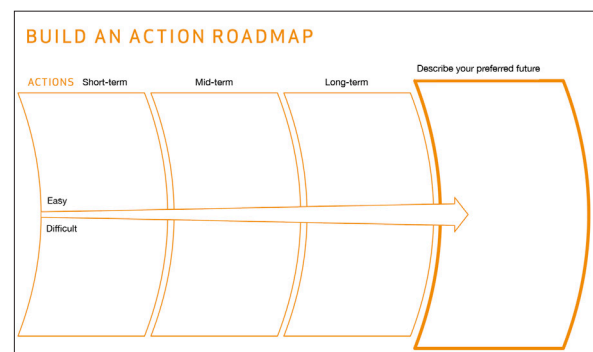 BUILD AN ACTION ROADMAP
Describe your preferred future
ACTIONS Short-term Mid-term Long-term
Easy
Difficult